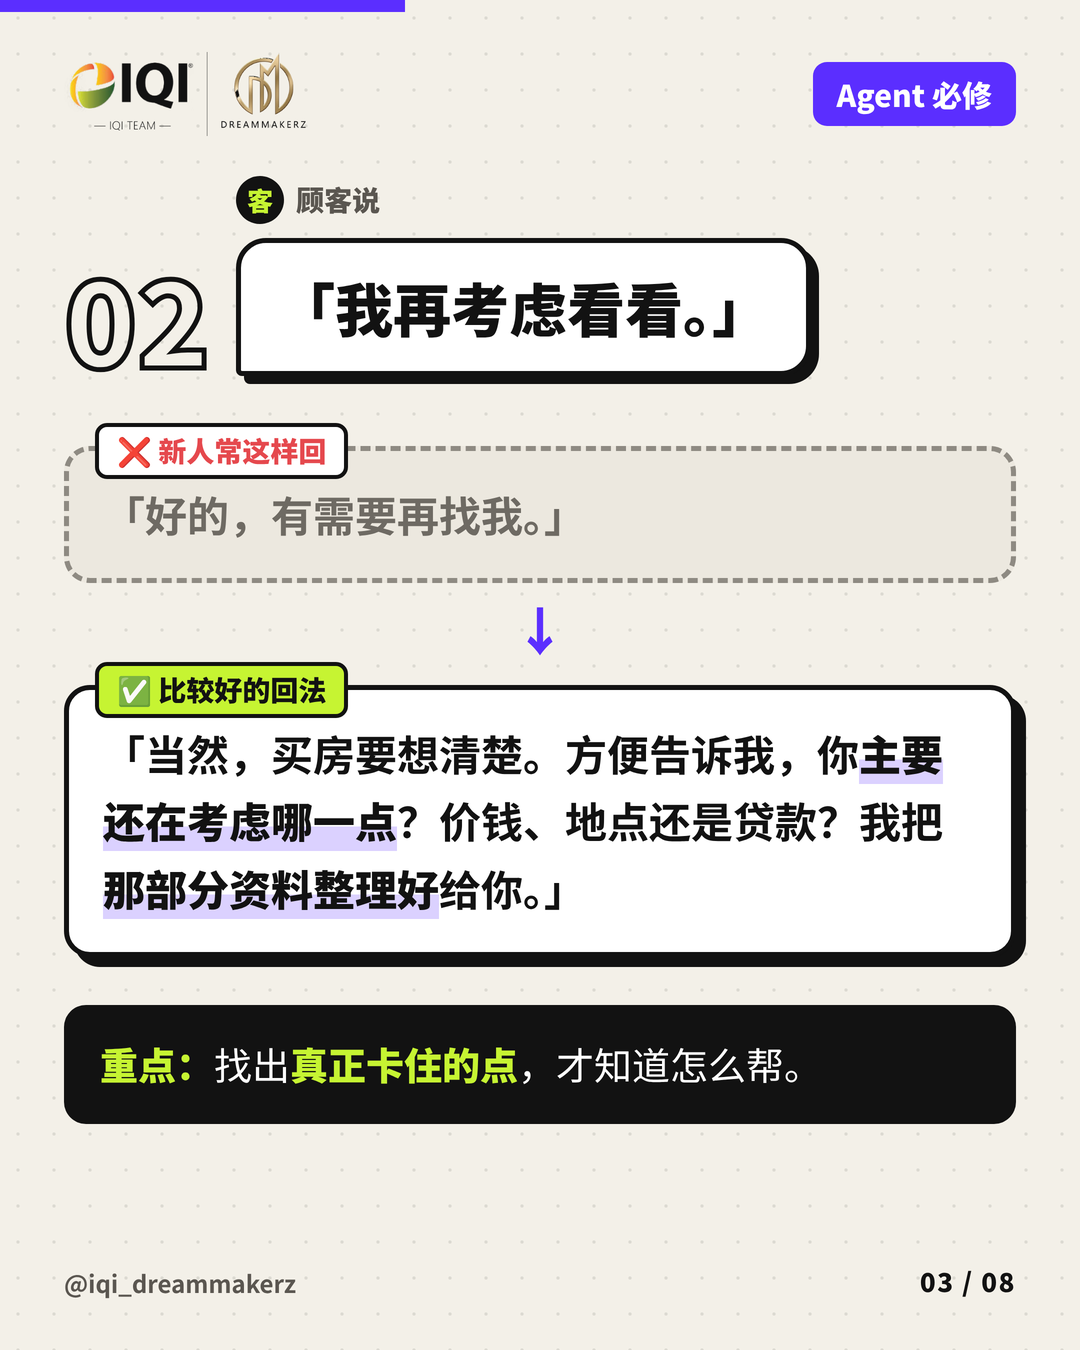 IQI
— IQI TEAM —
DREAMMAKERZ
Agent 必修
客 顾客说
02
「我再考虑看看。」
❌ 新人常这样回
「好的，有需要再找我。」
↓
✅ 比较好的回法
「当然，买房要想清楚。方便告诉我，你主要
还在考虑哪一点？价钱、地点还是贷款？我把
那部分资料整理好给你。」
重点：找出真正卡住的点，才知道怎么帮。
@iqi_dreammakerz
03 / 08